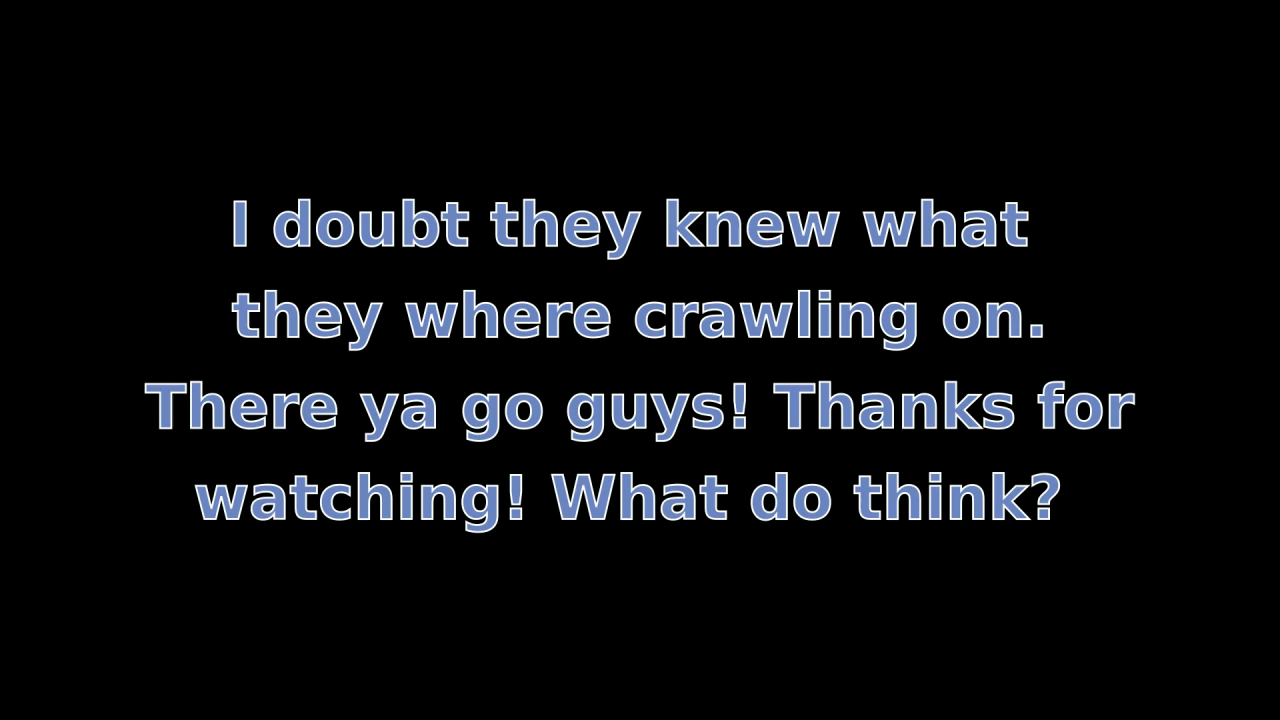 I doubt they knew what
they where crawling on.
There ya go guys! Thanks for
watching! What do think?